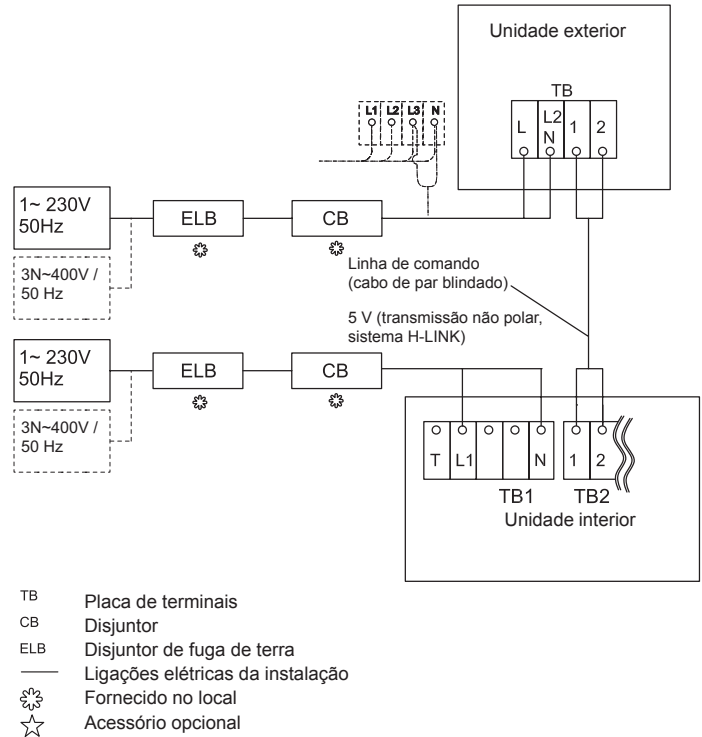 Unidade exterior
TB
L1 L2 L3 N
L L2 N 1 2
1~ 230V
50Hz
ELB
CB
3N~400V /
50 Hz
Linha de comando
(cabo de par blindado)
5 V (transmissão não polar,
sistema H-LINK)
1~ 230V
50Hz
ELB
CB
3N~400V /
50 Hz
T L1 N 1 2
TB1 TB2
Unidade interior
TB Placa de terminais
CB Disjuntor
ELB Disjuntor de fuga de terra
Ligações elétricas da instalação
Fornecido no local
Acessório opcional